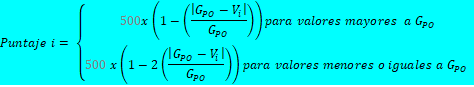 500x (1 − (|G_PO − V_i| / G_PO)) para valores mayores a G_PO
Puntaje i = {
500 x (1 − 2 (|G_PO − V_i| / G_PO)) para valores menores o iguales a G_PO